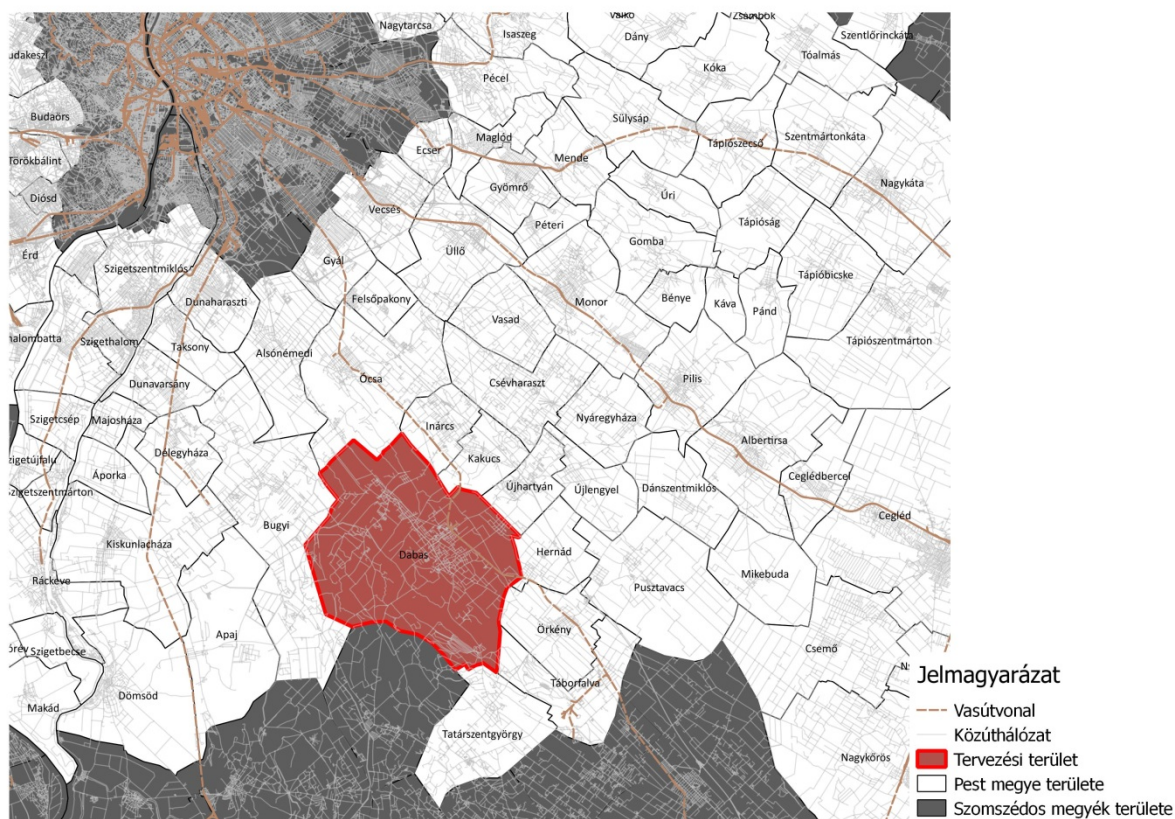 Nagytarcsa
Isaszeg
Valkó
Zsámbok
Szentlőrinckáta
Dány
Tóalmás
Kóka
Pécel
Budaörs
Törökbálint
Diósd
Érd
Ecser
Maglód
Mende
Sülysáp
Tápiószecső
Szentmártonkáta
Nagykáta
Gyömrő
Úri
Tápióság
Vecsés
Péteri
Üllő
Gomba
Szigetszentmiklós
Gyál
Tápióbicske
Dunaharaszti
Felsőpakony
Monor
Bénye
Káva
Pánd
Vasad
Szigethalom
Taksony
Alsónémedi
Tápiószentmárton
Dunavarsány
Ócsa
Csévharaszt
Pilis
Szigetcsép
Majosháza
Inárcs
Nyáregyháza
Albertirsa
Delegyháza
Kakucs
Áporka
Újhartyán
Újlengyel
Dánszentmiklós
Ceglédbercel
Cegléd
Bugyi
Kiskunlacháza
Dabas
Hernád
Mikebuda
Ráckeve
Pusztavacs
Apaj
Örkény
Csemő
Szigetbecse
Dömsöd
Táborfalva
Makád
Tatárszentgyörgy
Nagykőrös
Jelmagyarázat
Vasútvonal
Közúthálózat
Tervezési terület
Pest megye területe
Szomszédos megyék területe